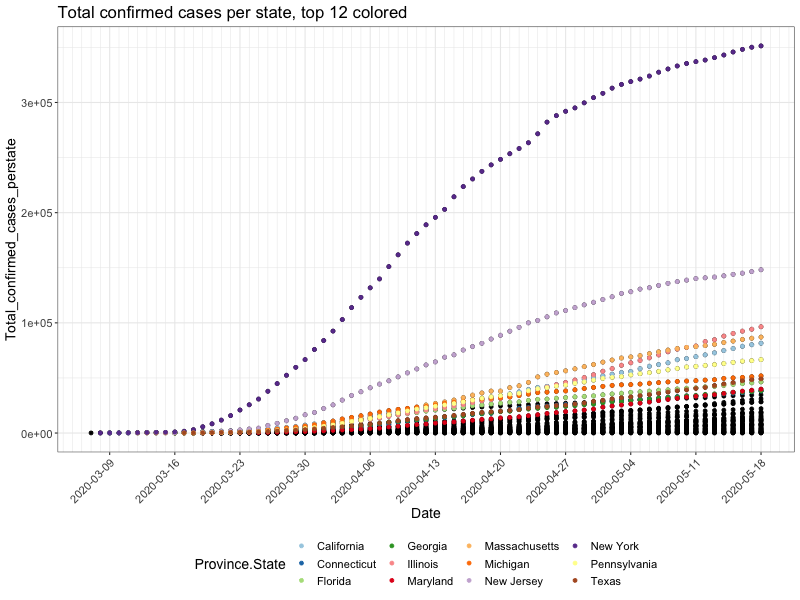 Total confirmed cases per state, top 12 colored
Total_confirmed_cases_perstate
3e+05
2e+05
1e+05
0e+00
2020-03-09 2020-03-16 2020-03-23 2020-03-30 2020-04-06 2020-04-13 2020-04-20 2020-04-27 2020-05-04 2020-05-11 2020-05-18
Date
Province.State
California Georgia Massachusetts New York
Connecticut Illinois Michigan Pennsylvania
Florida Maryland New Jersey Texas